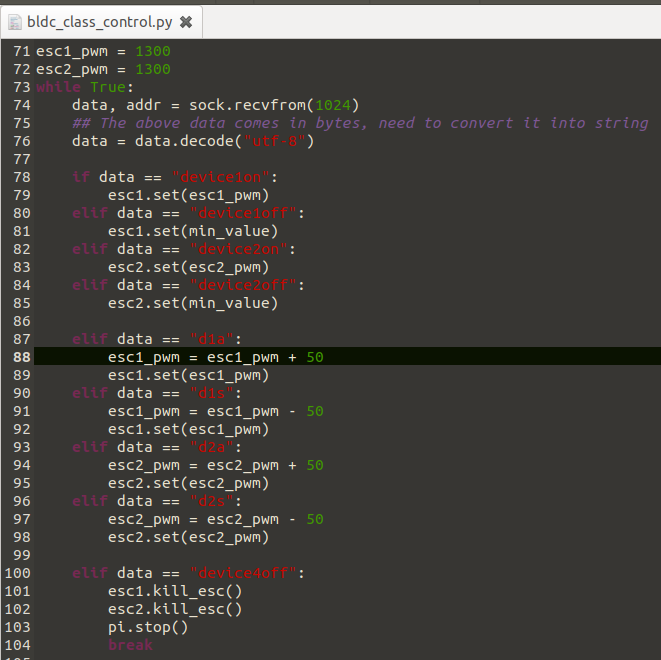 bldc_class_control.py ✖
71 esc1_pwm = 1300
72 esc2_pwm = 1300
73 while True:
74     data, addr = sock.recvfrom(1024)
75     ## The above data comes in bytes, need to convert it into string
76     data = data.decode("utf-8")
77
78     if data == "device1on":
79         esc1.set(esc1_pwm)
80     elif data == "device1off":
81         esc1.set(min_value)
82     elif data == "device2on":
83         esc2.set(esc2_pwm)
84     elif data == "device2off":
85         esc2.set(min_value)
86
87     elif data == "d1a":
88         esc1_pwm = esc1_pwm + 50
89         esc1.set(esc1_pwm)
90     elif data == "d1s":
91         esc1_pwm = esc1_pwm - 50
92         esc1.set(esc1_pwm)
93     elif data == "d2a":
94         esc2_pwm = esc2_pwm + 50
95         esc2.set(esc2_pwm)
96     elif data == "d2s":
97         esc2_pwm = esc2_pwm - 50
98         esc2.set(esc2_pwm)
99
100     elif data == "device4off":
101         esc1.kill_esc()
102         esc2.kill_esc()
103         pi.stop()
104         break